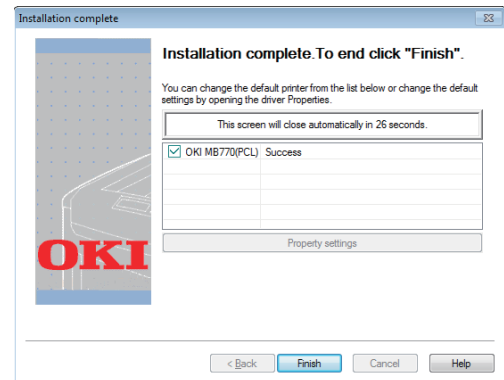 Installation complete
Installation complete.To end click "Finish".
You can change the default printer from the list below or change the default
settings by opening the driver Properties.
This screen will close automatically in 26 seconds.
OKI MB770(PCL) Success
Property settings
OKI
< Back Finish Cancel Help